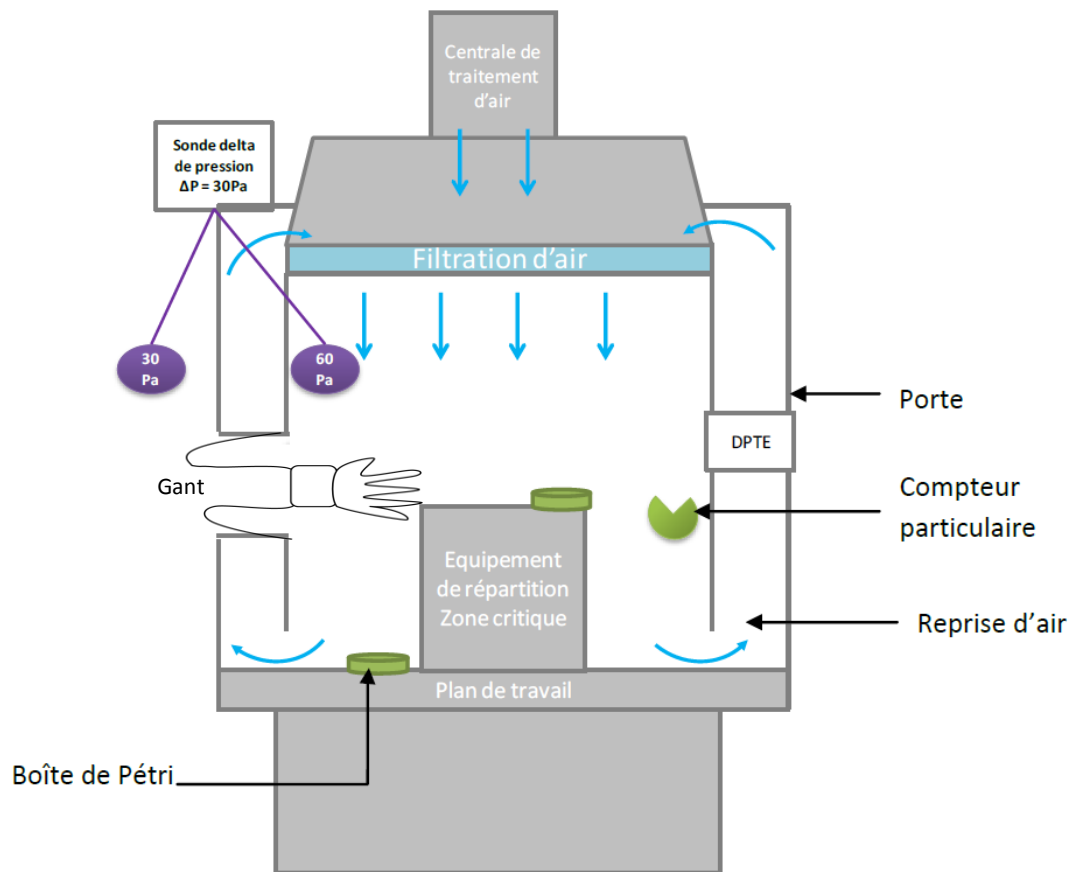 Centrale de
traitement
d'air
Sonde delta
de pression
ΔP = 30Pa
Filtration d'air
30
Pa
60
Pa
Porte
DPTE
Gant
Compteur
particulaire
Equipement
de répartition
Zone critique
Reprise d'air
Plan de travail
Boîte de Pétri